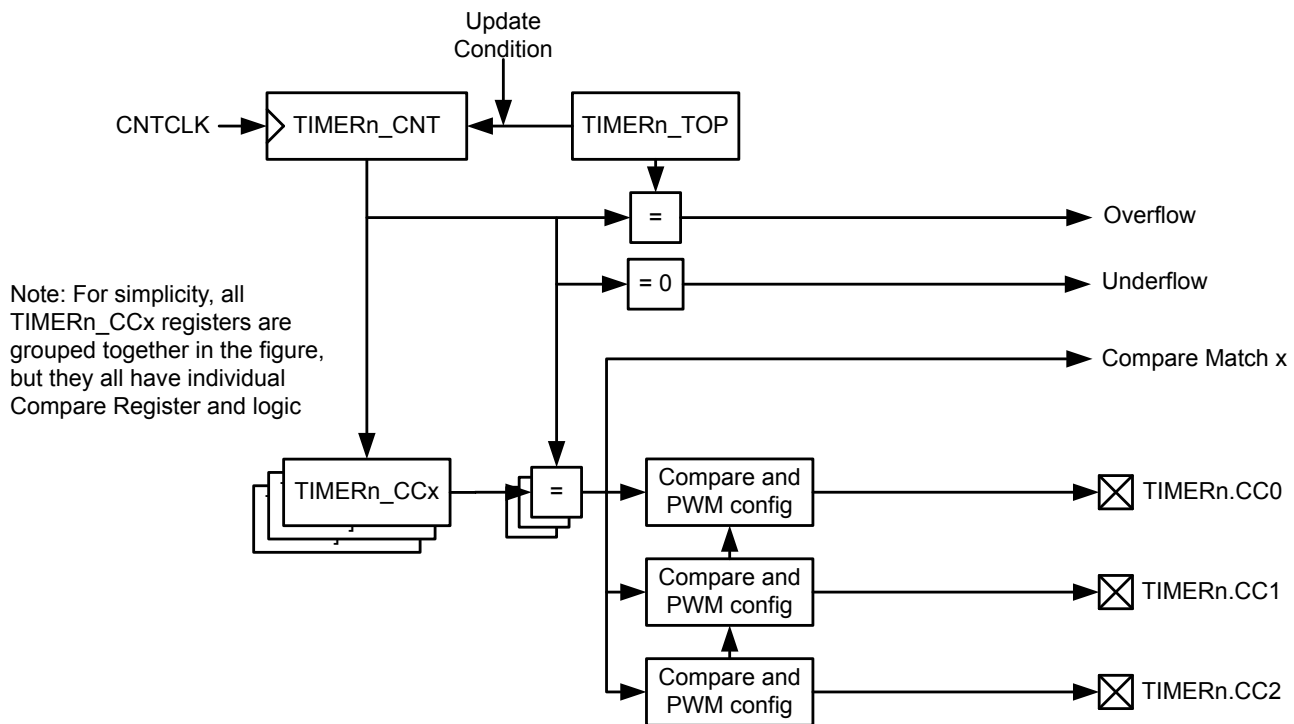 Update
Condition
CNTCLK
TIMERn_CNT
TIMERn_TOP
=
Overflow
= 0
Underflow
Note: For simplicity, all
TIMERn_CCx registers are
grouped together in the figure,
but they all have individual
Compare Register and logic
Compare Match x
TIMERn_CCx
=
Compare and
PWM config
TIMERn.CC0
Compare and
PWM config
TIMERn.CC1
Compare and
PWM config
TIMERn.CC2